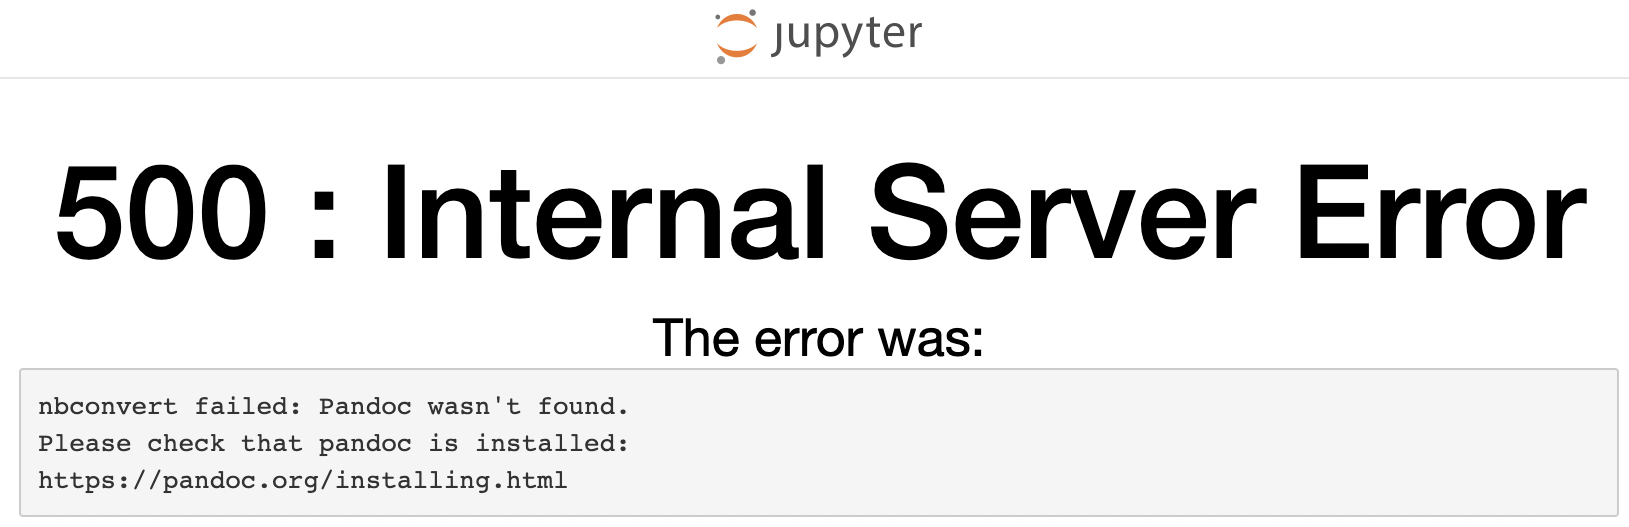 jupyter
500 : Internal Server Error
The error was:
nbconvert failed: Pandoc wasn't found.
Please check that pandoc is installed:
https://pandoc.org/installing.html